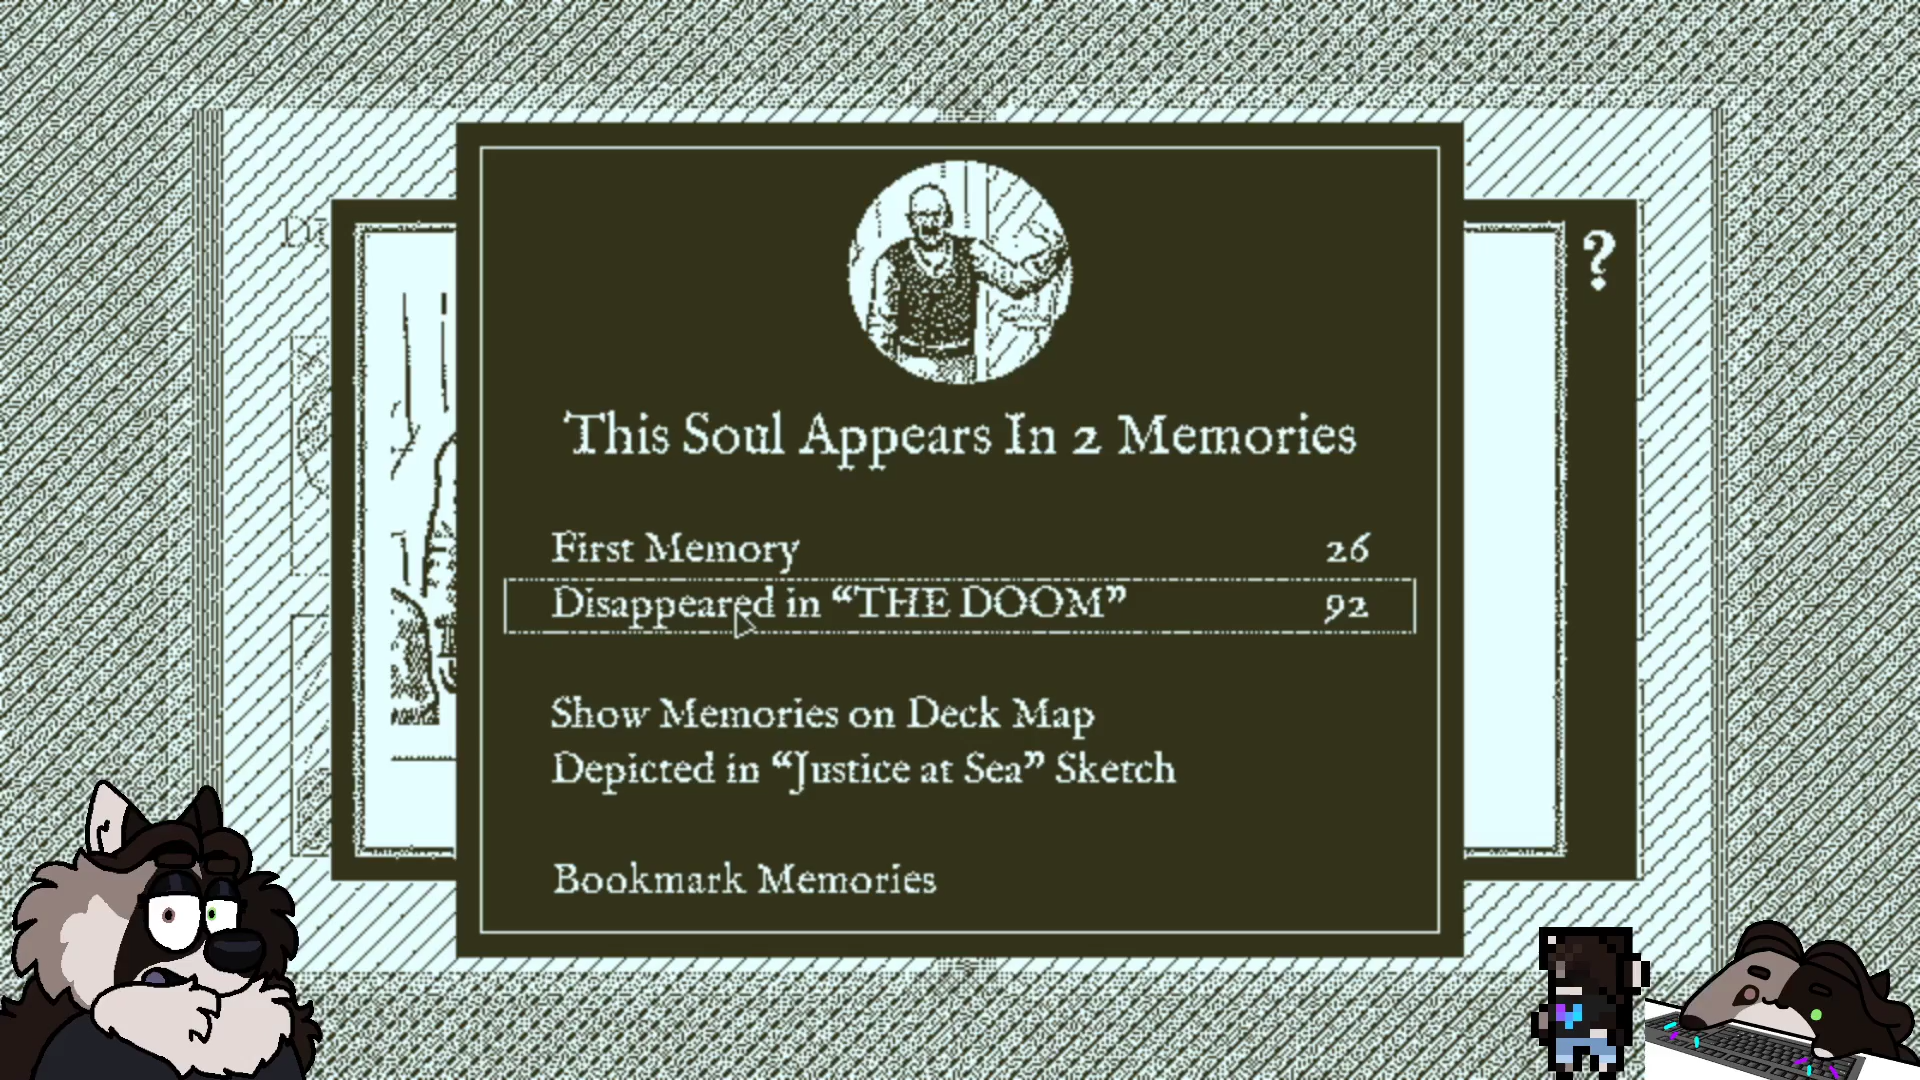 This Soul Appears In 2 Memories
?
First Memory 26
Disappeared in “THE DOOM” 92
Show Memories on Deck Map
Depicted in “Justice at Sea” Sketch
Bookmark Memories